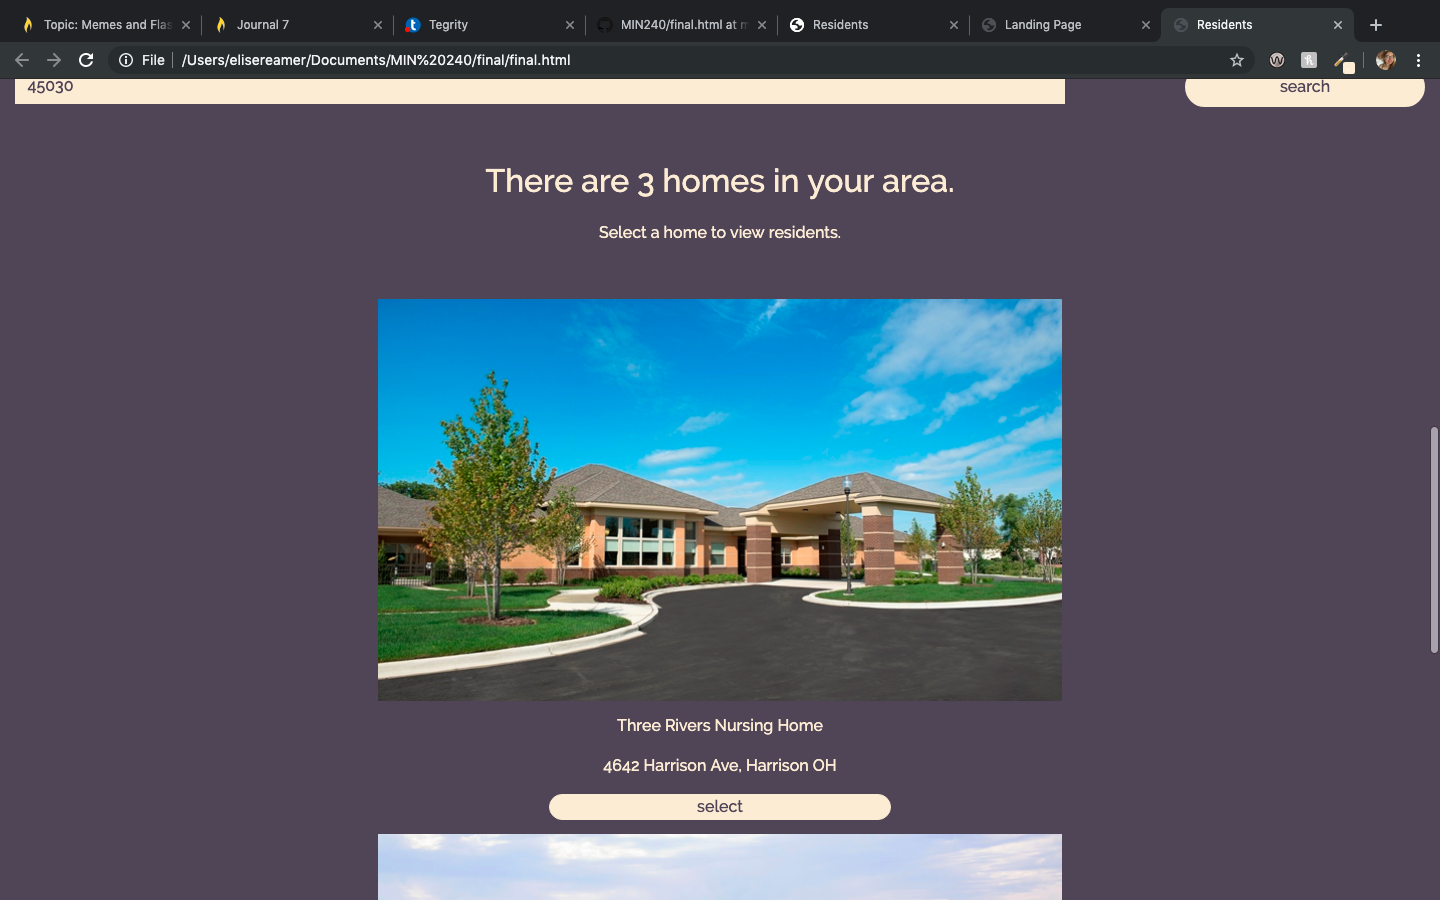 Topic: Memes and Flas
Journal 7
Tegrity
MIN240/final.html at m
Residents
Landing Page
Residents
File
/Users/elisereamer/Documents/MIN%20240/final/final.html
45030
search
There are 3 homes in your area.
Select a home to view residents.
Three Rivers Nursing Home
4642 Harrison Ave, Harrison OH
select